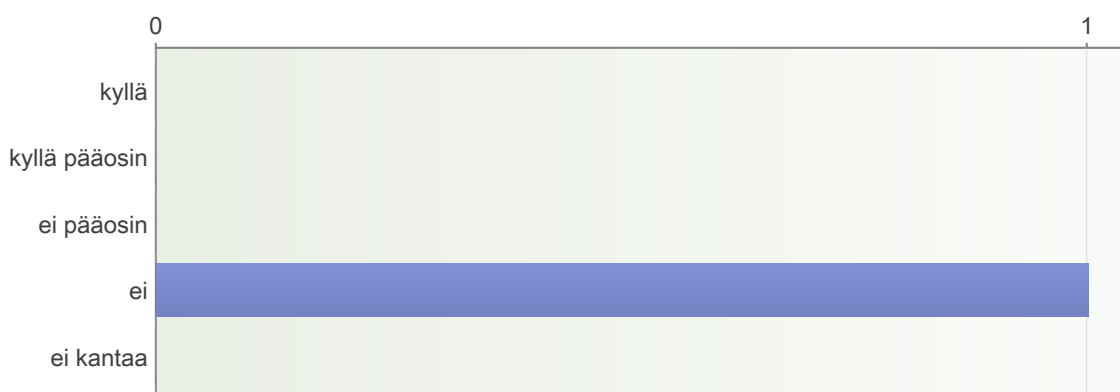 0 1
kyllä
kyllä pääosin
ei pääosin
ei
ei kantaa